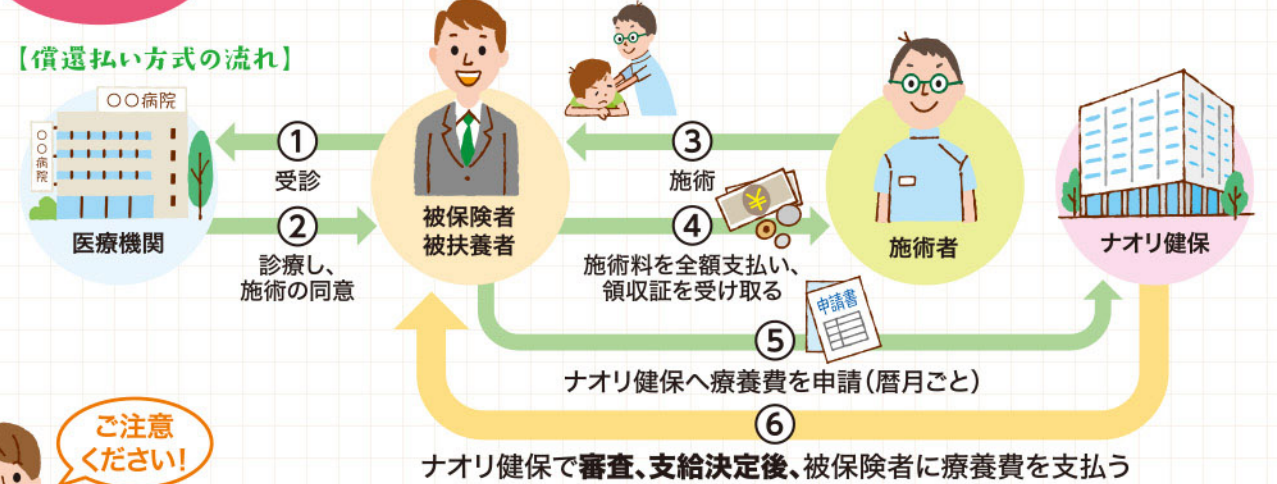 【償還払い方式の流れ】
〇〇病院
〇〇病院
医療機関
①
受診
②
診療し、
施術の同意
被保険者
被扶養者
③
施術
④
施術料を全額支払い、
領収証を受け取る
施術者
ナオリ健保
申請書
⑤
ナオリ健保へ療養費を申請（暦月ごと）
⑥
ナオリ健保で審査、支給決定後、被保険者に療養費を支払う
ご注意
ください!